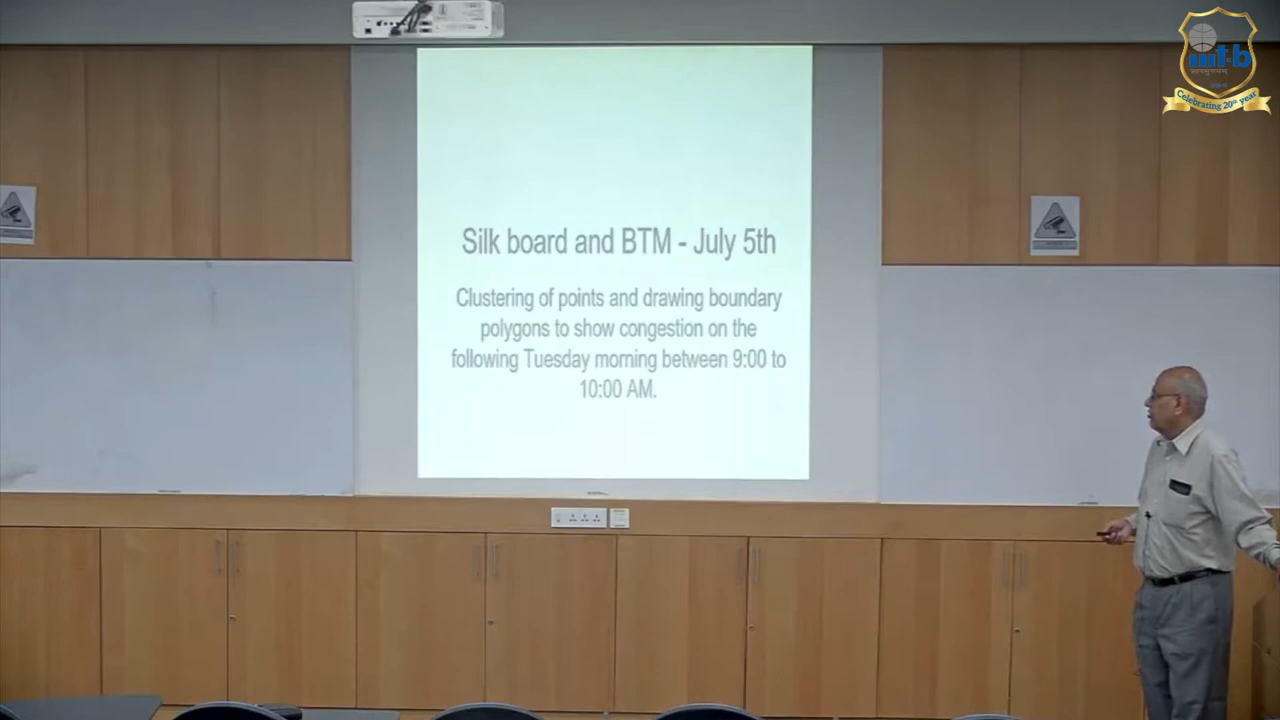 iiit-b
Celebrating 20th year
Silk board and BTM - July 5th
Clustering of points and drawing boundary
polygons to show congestion on the
following Tuesday morning between 9:00 to
10:00 AM.